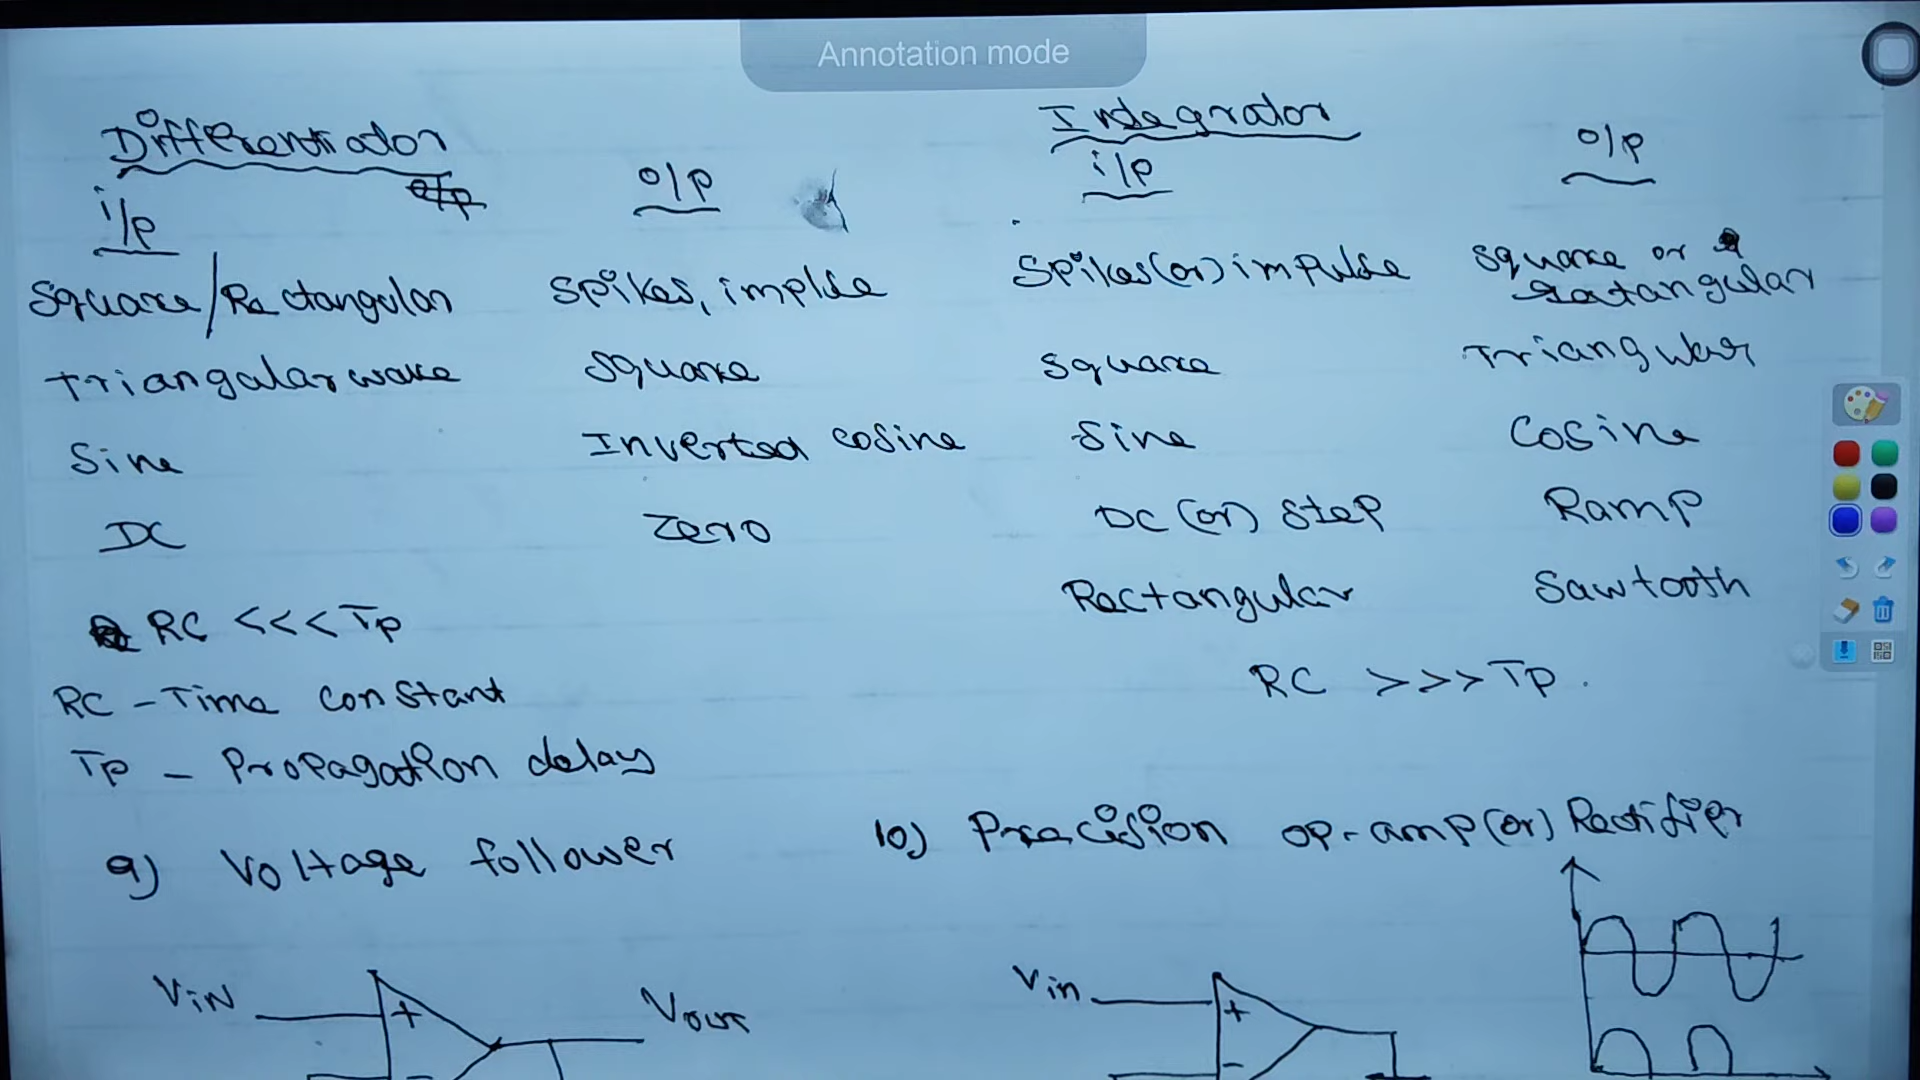 Annotation mode
Differentiator
i/p
o/p
Square/Rectangular
Spikes, implse
Triangular wave
Square
Sine
Inverted cosine
DC
Zero
RC <<< Tp
RC - Time constant
Tp - Propagation delay
Integrator
i/p
o/p
Spikes (or) impulse
Square or
ratangular
Square
Triangular
Sine
Cosine
DC (or) step
Ramp
Rectangular
Sawtooth
RC >>> Tp.
9) Voltage follower
10) Precision op-amp (or) Rectifier
ViN
+
-
Vout
Vin
+
-